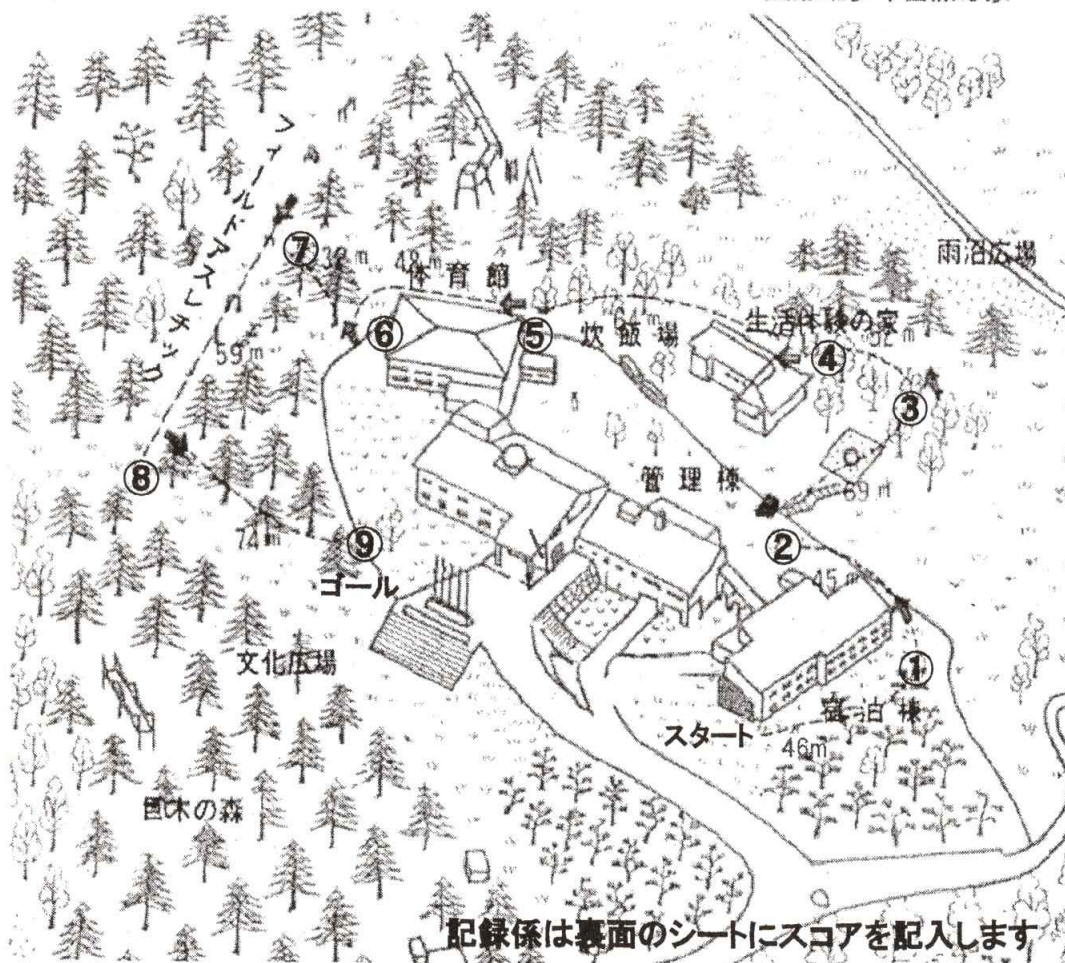 フィールドアスレチック
雨沼広場
⑦
体育館
48m
⑥
⑤
炊飯場
生活体験の家
④
③
59m
管理棟
69m
⑧
②
74m
⑨
45m
ゴール
文化広場
①
宿泊棟
スタート
46m
記録係は裏面のシートにスコアを記入します